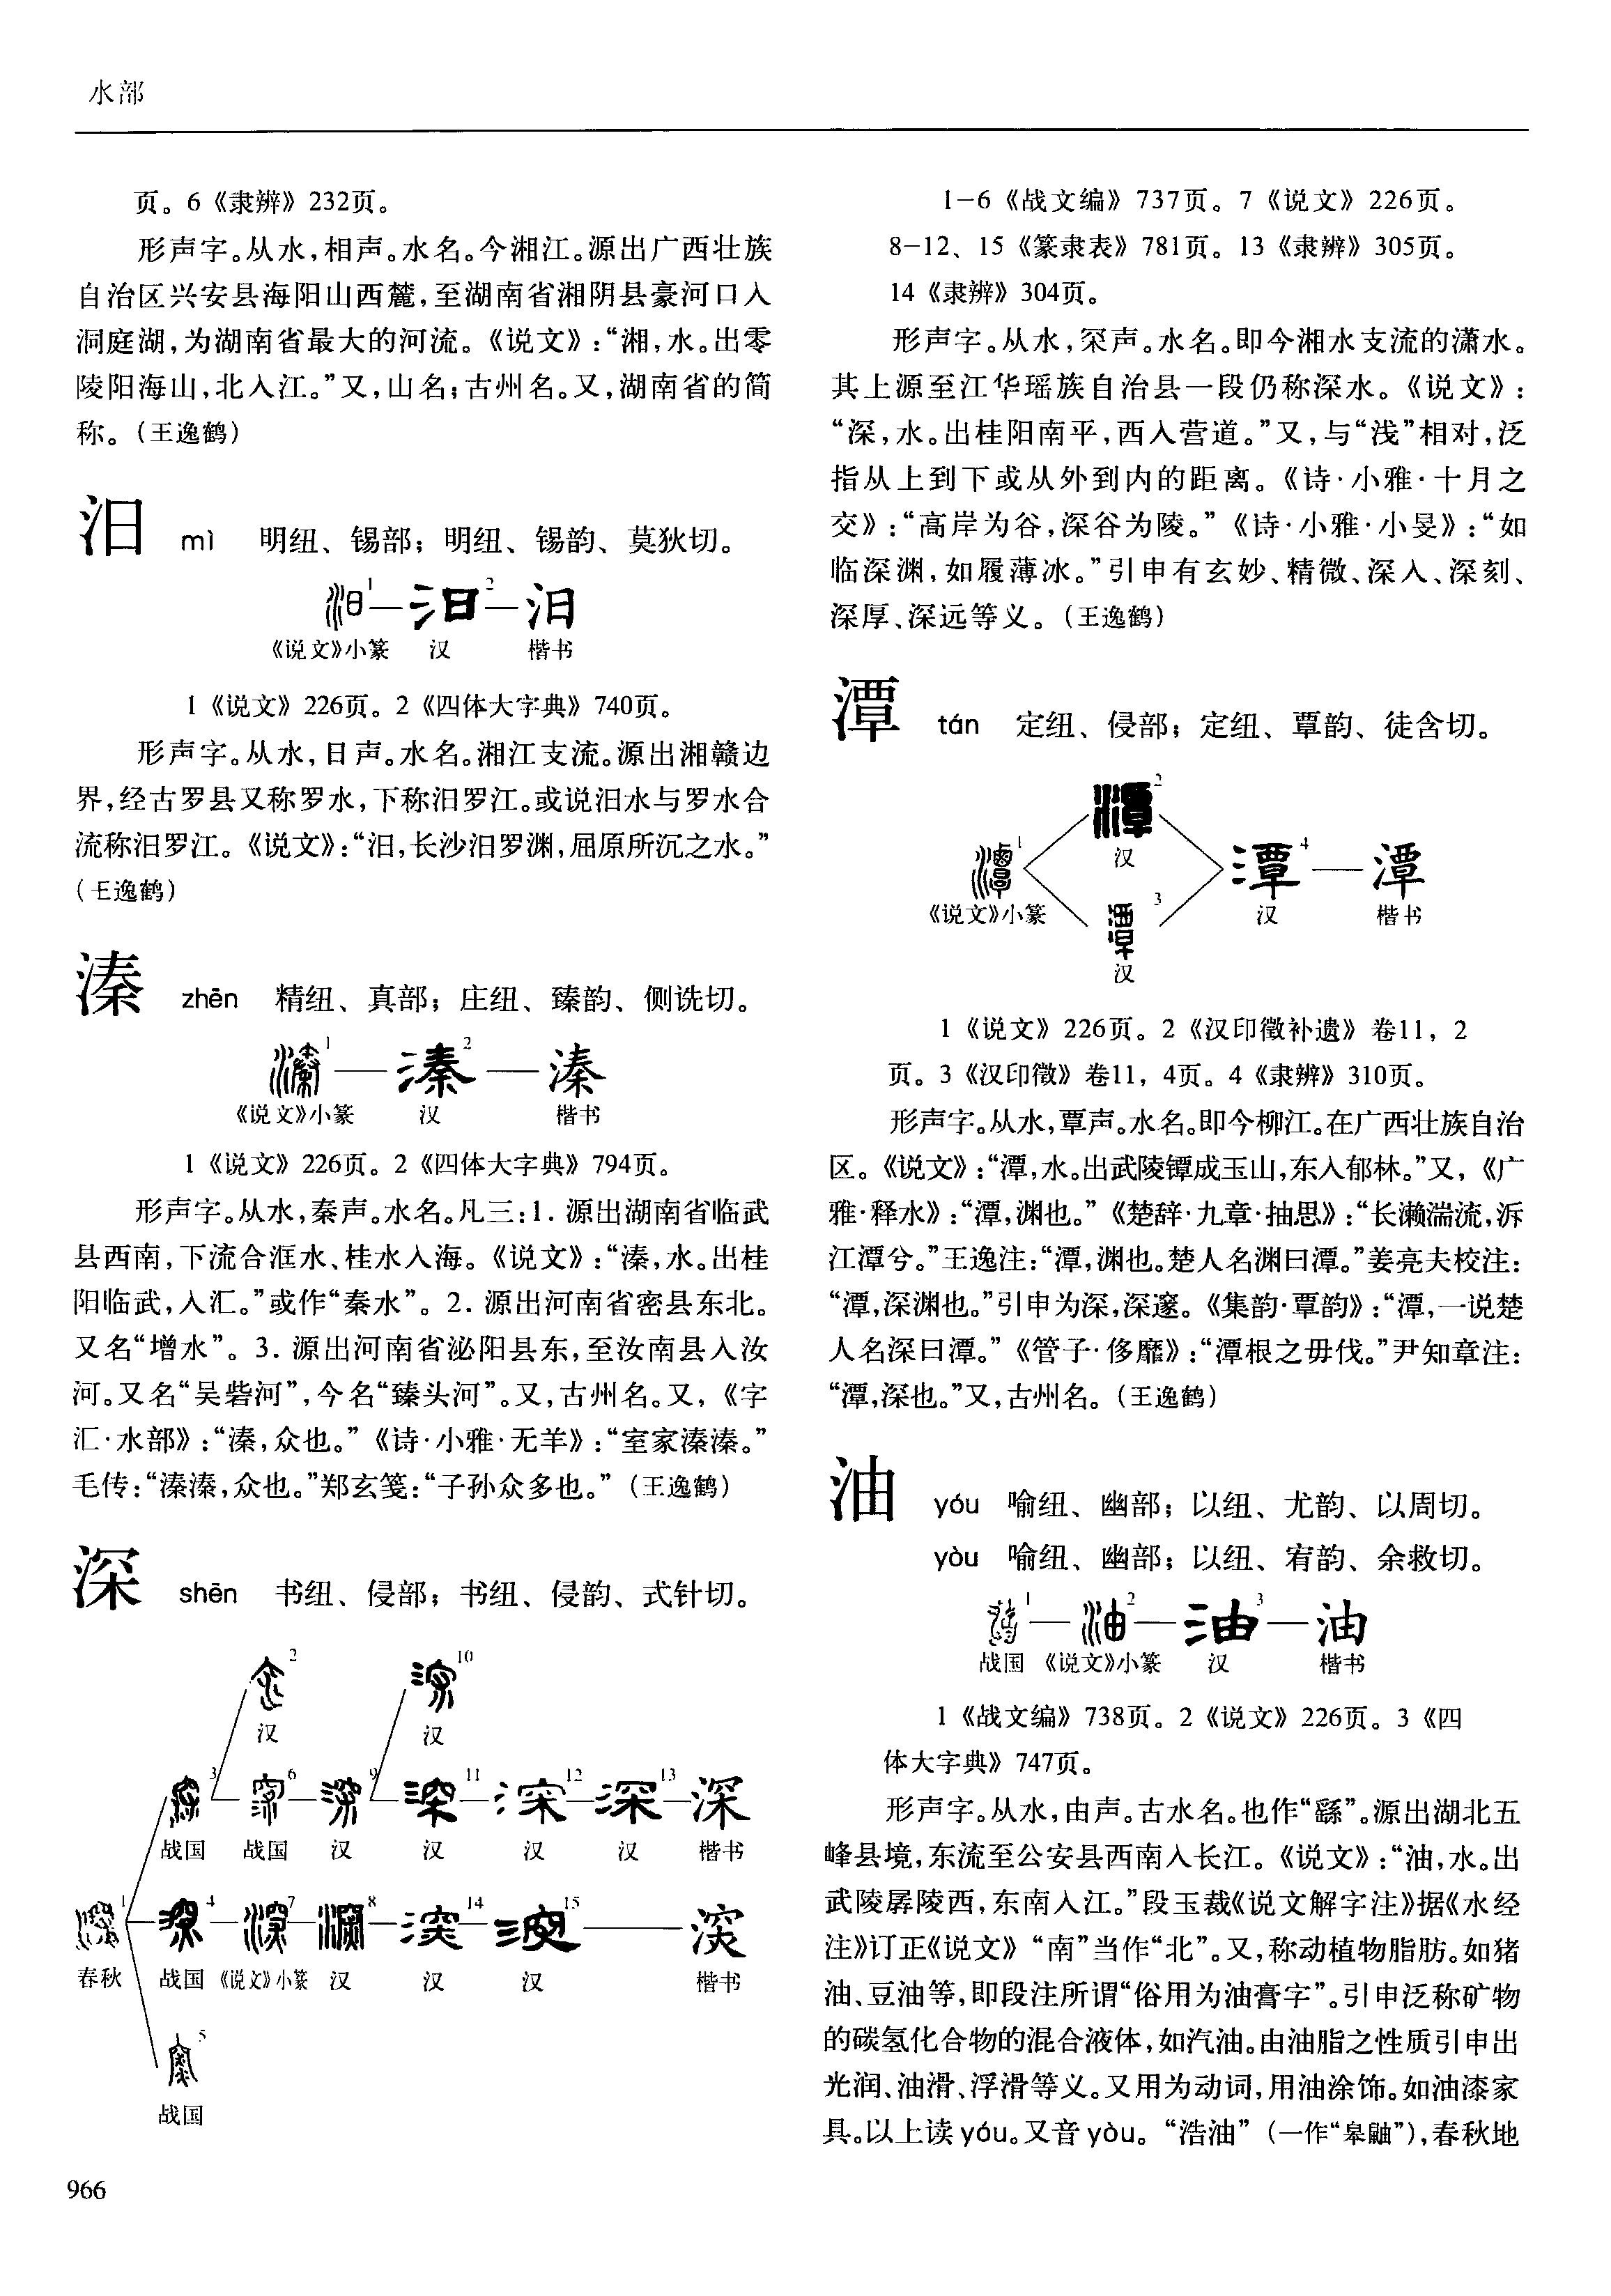 水部
页。6《隶辨》232页。
形声字。从水，相声。水名。今湘江。源出广西壮族
自治区兴安县海阳山西麓，至湖南省湘阴县豪河口入
洞庭湖，为湖南省最大的河流。《说文》：“湘，水。出零
陵阳海山，北入江。”又，山名；古州名。又，湖南省的简
称。（王逸鹤）
汨 mì 明纽、锡部；明纽、锡韵、莫狄切。
1 2
汨—汨—汨
《说文》小篆 汉 楷书
1《说文》226页。2《四体大字典》740页。
形声字。从水，日声。水名。湘江支流。源出湘赣边
界，经古罗县又称罗水，下称汨罗江。或说汨水与罗水合
流称汨罗江。《说文》：“汨，长沙汨罗渊，屈原所沉之水。”
（王逸鹤）
溱 zhēn 精纽、真部；庄纽、臻韵、侧诜切。
1 2
溱—溱—溱
《说文》小篆 汉 楷书
1《说文》226页。2《四体大字典》794页。
形声字。从水，秦声。水名。凡三：1. 源出湖南省临武
县西南，下流合洭水、桂水入海。《说文》：“溱，水。出桂
阳临武，入汇。”或作“秦水”。2. 源出河南省密县东北。
又名“增水”。3. 源出河南省泌阳县东，至汝南县入汝
河。又名“吴砦河”，今名“臻头河”。又，古州名。又，《字
汇·水部》：“溱，众也。”《诗·小雅·无羊》：“室家溱溱。”
毛传：“溱溱，众也。”郑玄笺：“子孙众多也。”（王逸鹤）
深 shēn 书纽、侵部；书纽、侵韵、式针切。
2 10
汉 汉
3 6 9 11 12 13
深 深 深 深
战国 战国 汉 汉 汉 汉 楷书
1 4 7 8 14 15
春秋 战国 《说文》小篆 汉 汉 汉 楷书
5
战国
966
1—6《战文编》737页。7《说文》226页。
8—12、15《篆隶表》781页。13《隶辨》305页。
14《隶辨》304页。
形声字。从水，罙声。水名。即今湘水支流的潇水。
其上源至江华瑶族自治县一段仍称深水。《说文》：
“深，水。出桂阳南平，西入营道。”又，与“浅”相对，泛
指从上到下或从外到内的距离。《诗·小雅·十月之
交》：“高岸为谷，深谷为陵。”《诗·小雅·小旻》：“如
临深渊，如履薄冰。”引申有玄妙、精微、深入、深刻、
深厚、深远等义。（王逸鹤）
潭 tán 定纽、侵部；定纽、覃韵、徒含切。
潭 2
汉
潭 1 潭 4 — 潭
《说文》小篆 汉 楷书
潭 3
汉
1《说文》226页。2《汉印徵补遗》卷11，2
页。3《汉印徵》卷11，4页。4《隶辨》310页。
形声字。从水，覃声。水名。即今柳江。在广西壮族自治
区。《说文》：“潭，水。出武陵镡成玉山，东入郁林。”又，《广
雅·释水》：“潭，渊也。”《楚辞·九章·抽思》：“长濑湍流，泝
江潭兮。”王逸注：“潭，渊也。楚人名渊曰潭。”姜亮夫校注：
“潭，深渊也。”引申为深，深邃。《集韵·覃韵》：“潭，一说楚
人名深曰潭。”《管子·侈靡》：“潭根之毋伐。”尹知章注：
“潭，深也。”又，古州名。（王逸鹤）
油 yóu 喻纽、幽部；以纽、尤韵、以周切。
yòu 喻纽、幽部；以纽、宥韵、余救切。
1 2 3
油—油—油
战国 《说文》小篆 汉 楷书
1《战文编》738页。2《说文》226页。3《四
体大字典》747页。
形声字。从水，由声。古水名。也作“繇”。源出湖北五
峰县境，东流至公安县西南入长江。《说文》：“油，水。出
武陵孱陵西，东南入江。”段玉裁《说文解字注》据《水经
注》订正《说文》“南”当作“北”。又，称动植物脂肪。如猪
油、豆油等，即段注所谓“俗用为油膏字”。引申泛称矿物
的碳氢化合物的混合液体，如汽油。由油脂之性质引申出
光润、油滑、浮滑等义。又用为动词，用油涂饰。如油漆家
具。以上读yóu。又音yòu。“浩油”（一作“皋鼬”），春秋地